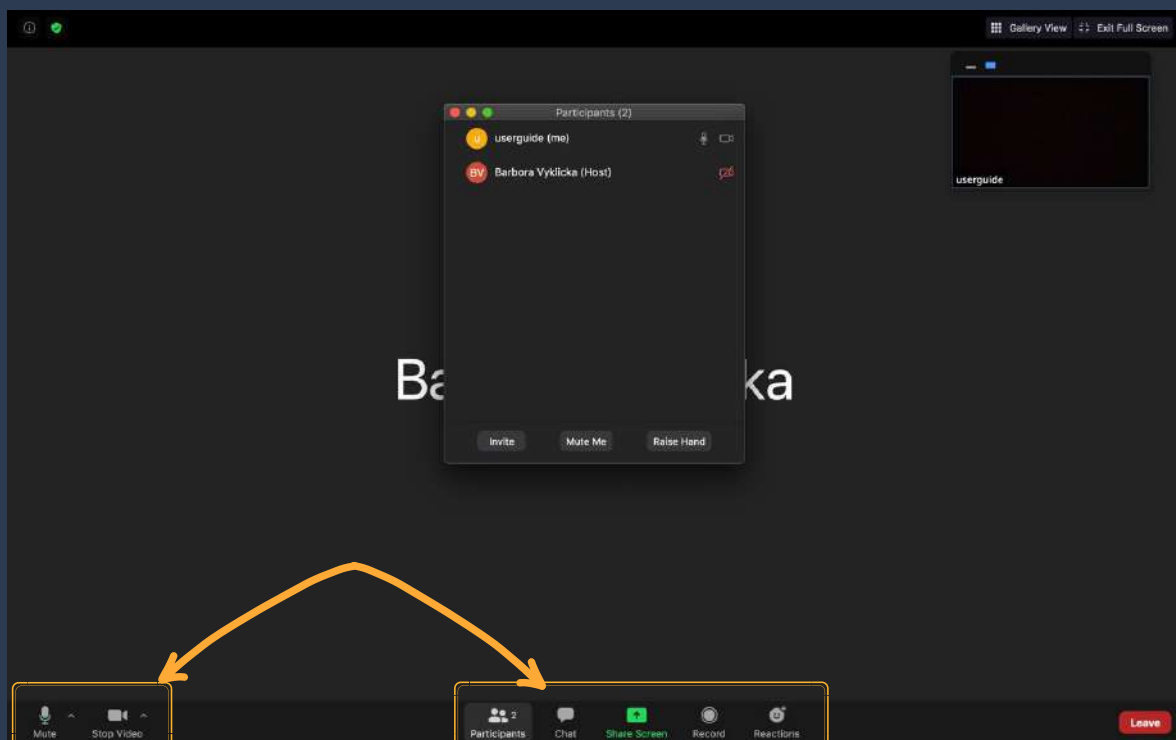 Gallery View Exit Full Screen
Participants (2)
U userguide (me)
BV Barbora Vyklicka (Host)
userguide
Ba ka
Invite Mute Me Raise Hand
Mute Stop Video Participants 2 Chat Share Screen Record Reactions Leave